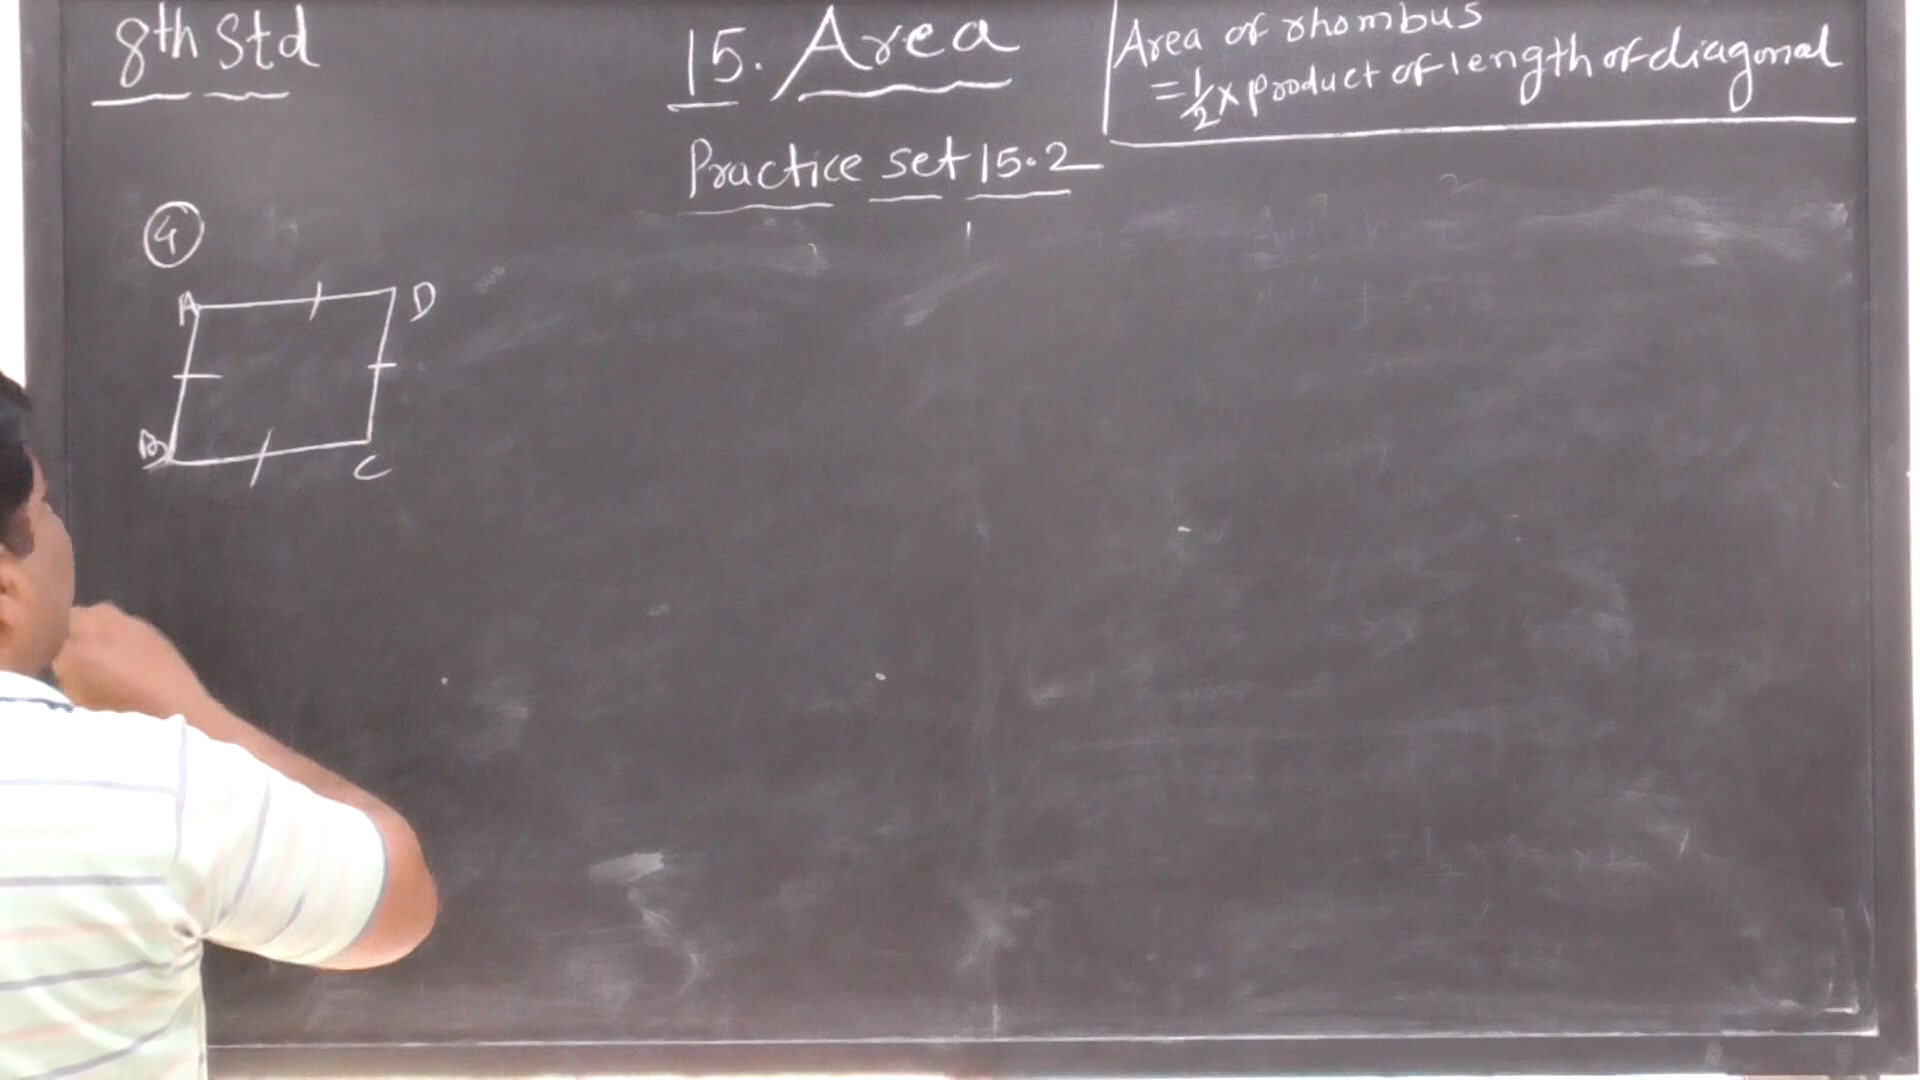 8th Std
15. Area
Area of rhombus
= 1/2 x product of length of diagonal
Practice set 15.2
4
A D
B C